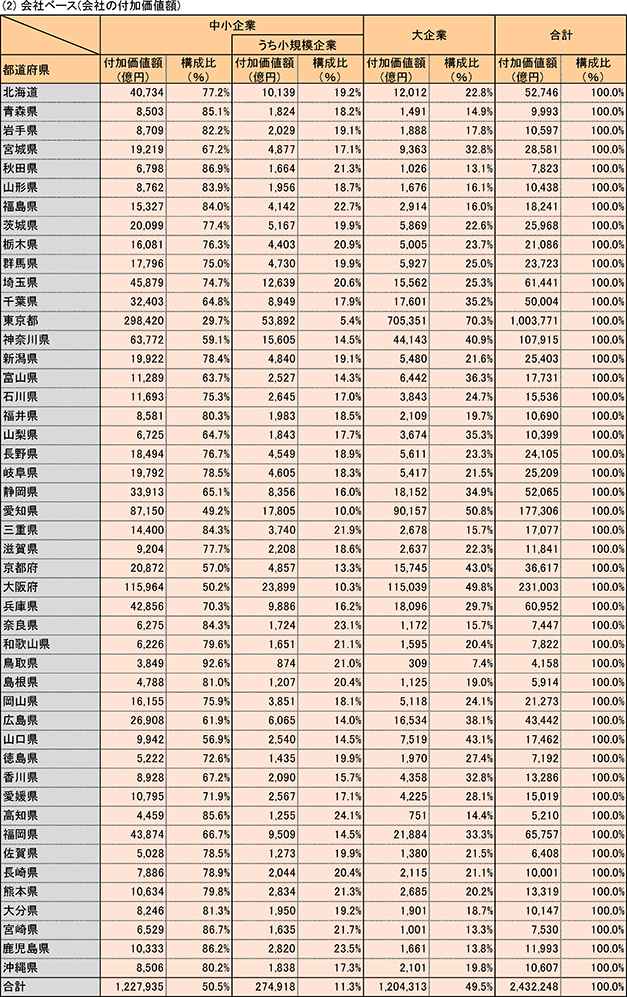 (2) 会社ベース(会社の付加価値額)
中小企業 大企業 合計
うち小規模企業
都道府県 付加価値額(億円) 構成比(%) 付加価値額(億円) 構成比(%) 付加価値額(億円) 構成比(%) 付加価値額(億円) 構成比(%)
北海道 40,734 77.2% 10,139 19.2% 12,012 22.8% 52,746 100.0%
青森県 8,503 85.1% 1,824 18.2% 1,491 14.9% 9,993 100.0%
岩手県 8,709 82.2% 2,029 19.1% 1,888 17.8% 10,597 100.0%
宮城県 19,219 67.2% 4,877 17.1% 9,363 32.8% 28,581 100.0%
秋田県 6,798 86.9% 1,664 21.3% 1,026 13.1% 7,823 100.0%
山形県 8,762 83.9% 1,956 18.7% 1,676 16.1% 10,438 100.0%
福島県 15,327 84.0% 4,142 22.7% 2,914 16.0% 18,241 100.0%
茨城県 20,099 77.4% 5,167 19.9% 5,869 22.6% 25,968 100.0%
栃木県 16,081 76.3% 4,403 20.9% 5,005 23.7% 21,086 100.0%
群馬県 17,796 75.0% 4,730 19.9% 5,927 25.0% 23,723 100.0%
埼玉県 45,879 74.7% 12,639 20.6% 15,562 25.3% 61,441 100.0%
千葉県 32,403 64.8% 8,949 17.9% 17,601 35.2% 50,004 100.0%
東京都 298,420 29.7% 53,892 5.4% 705,351 70.3% 1,003,771 100.0%
神奈川県 63,772 59.1% 15,605 14.5% 44,143 40.9% 107,915 100.0%
新潟県 19,922 78.4% 4,840 19.1% 5,480 21.6% 25,403 100.0%
富山県 11,289 63.7% 2,527 14.3% 6,442 36.3% 17,731 100.0%
石川県 11,693 75.3% 2,645 17.0% 3,843 24.7% 15,536 100.0%
福井県 8,581 80.3% 1,983 18.5% 2,109 19.7% 10,690 100.0%
山梨県 6,725 64.7% 1,843 17.7% 3,674 35.3% 10,399 100.0%
長野県 18,494 76.7% 4,549 18.9% 5,611 23.3% 24,105 100.0%
岐阜県 19,792 78.5% 4,605 18.3% 5,417 21.5% 25,209 100.0%
静岡県 33,913 65.1% 8,356 16.0% 18,152 34.9% 52,065 100.0%
愛知県 87,150 49.2% 17,805 10.0% 90,157 50.8% 177,306 100.0%
三重県 14,400 84.3% 3,740 21.9% 2,678 15.7% 17,077 100.0%
滋賀県 9,204 77.7% 2,208 18.6% 2,637 22.3% 11,841 100.0%
京都府 20,872 57.0% 4,857 13.3% 15,745 43.0% 36,617 100.0%
大阪府 115,964 50.2% 23,899 10.3% 115,039 49.8% 231,003 100.0%
兵庫県 42,856 70.3% 9,886 16.2% 18,096 29.7% 60,952 100.0%
奈良県 6,275 84.3% 1,724 23.1% 1,172 15.7% 7,447 100.0%
和歌山県 6,226 79.6% 1,651 21.1% 1,595 20.4% 7,822 100.0%
鳥取県 3,849 92.6% 874 21.0% 309 7.4% 4,158 100.0%
島根県 4,788 81.0% 1,207 20.4% 1,125 19.0% 5,914 100.0%
岡山県 16,155 75.9% 3,851 18.1% 5,118 24.1% 21,273 100.0%
広島県 26,908 61.9% 6,065 14.0% 16,534 38.1% 43,442 100.0%
山口県 9,942 56.9% 2,540 14.5% 7,519 43.1% 17,462 100.0%
徳島県 5,222 72.6% 1,435 19.9% 1,970 27.4% 7,192 100.0%
香川県 8,928 67.2% 2,090 15.7% 4,358 32.8% 13,286 100.0%
愛媛県 10,795 71.9% 2,567 17.1% 4,225 28.1% 15,019 100.0%
高知県 4,459 85.6% 1,255 24.1% 751 14.4% 5,210 100.0%
福岡県 43,874 66.7% 9,509 14.5% 21,884 33.3% 65,757 100.0%
佐賀県 5,028 78.5% 1,273 19.9% 1,380 21.5% 6,408 100.0%
長崎県 7,886 78.9% 2,044 20.4% 2,115 21.1% 10,001 100.0%
熊本県 10,634 79.8% 2,834 21.3% 2,685 20.2% 13,319 100.0%
大分県 8,246 81.3% 1,950 19.2% 1,901 18.7% 10,147 100.0%
宮崎県 6,529 86.7% 1,635 21.7% 1,001 13.3% 7,530 100.0%
鹿児島県 10,333 86.2% 2,820 23.5% 1,661 13.8% 11,993 100.0%
沖縄県 8,506 80.2% 1,838 17.3% 2,101 19.8% 10,607 100.0%
合計 1,227,935 50.5% 274,918 11.3% 1,204,313 49.5% 2,432,248 100.0%